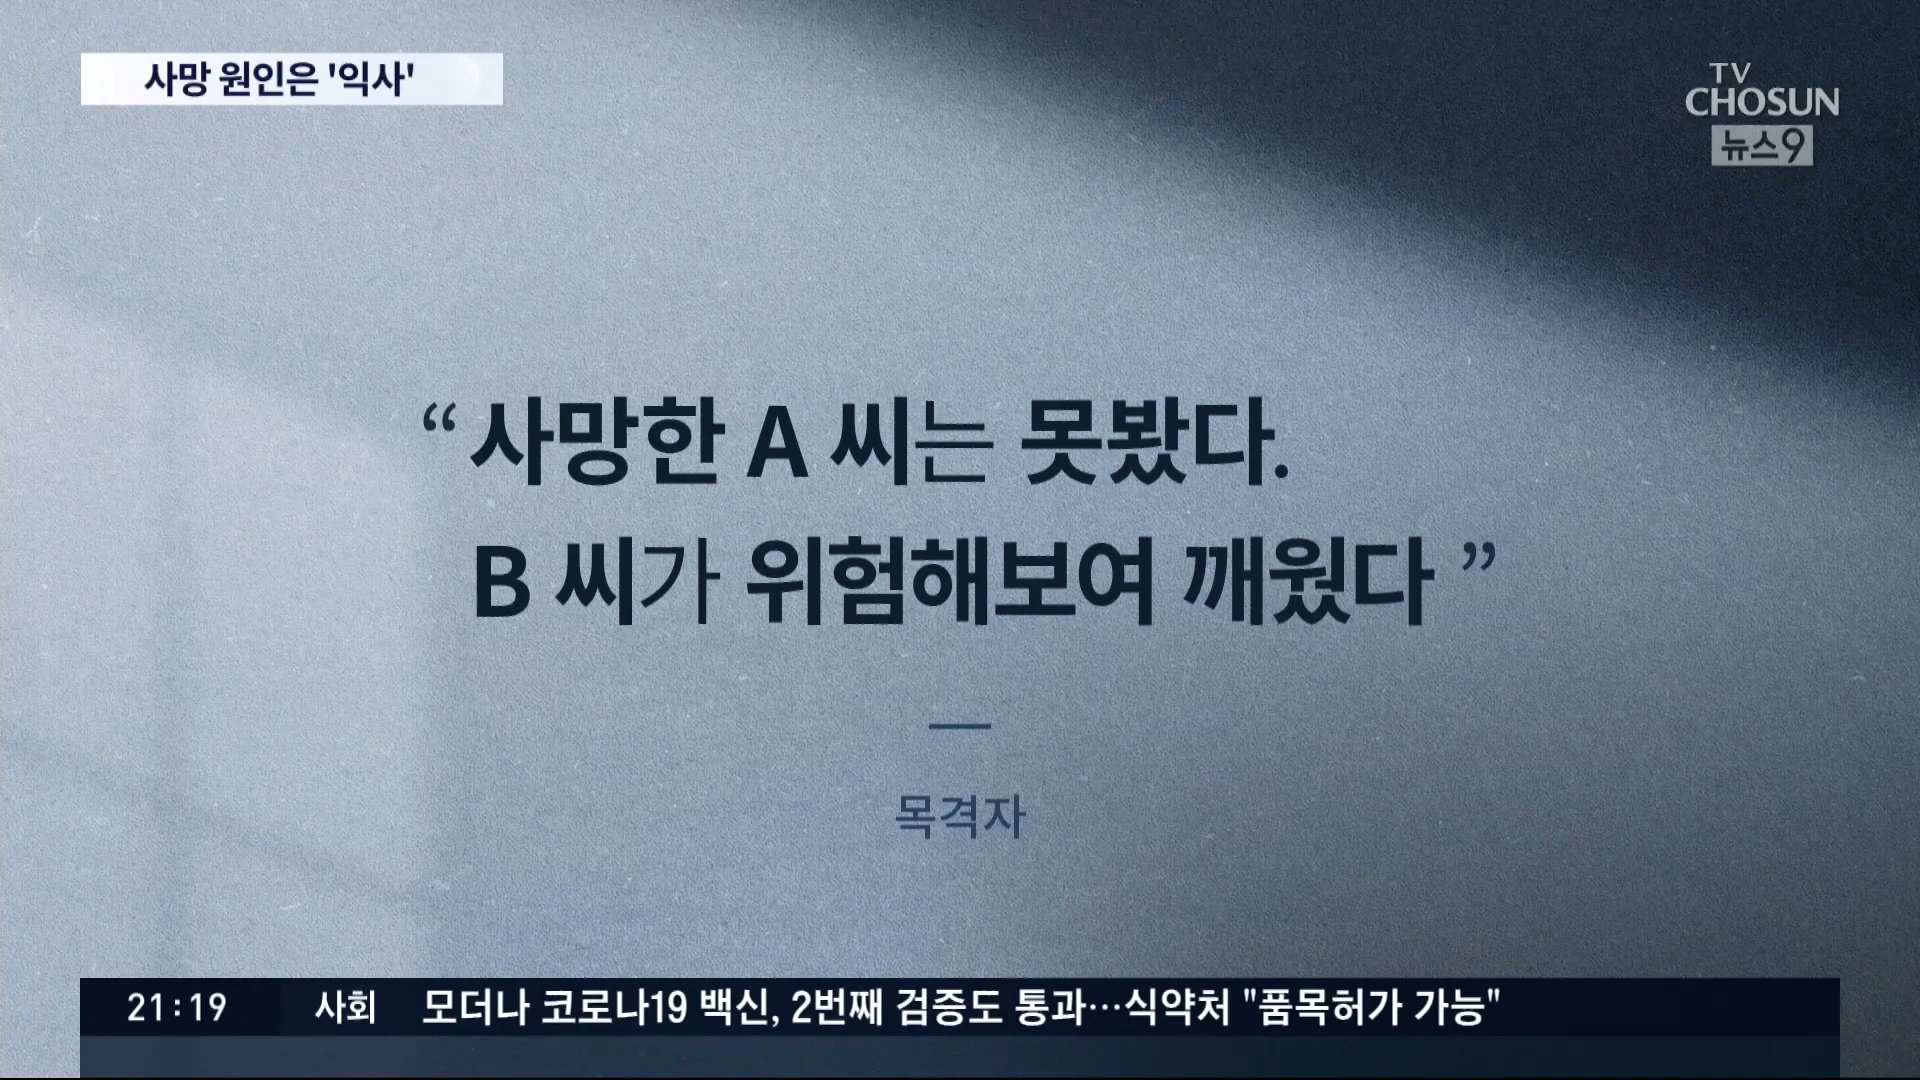 사망 원인은 '익사'
TV
CHOSUN
뉴스9
“ 사망한 A 씨는 못봤다.
B 씨가 위험해보여 깨웠다 ”
목격자
21:19 사회 모더나 코로나19 백신, 2번째 검증도 통과…식약처 "품목허가 가능"